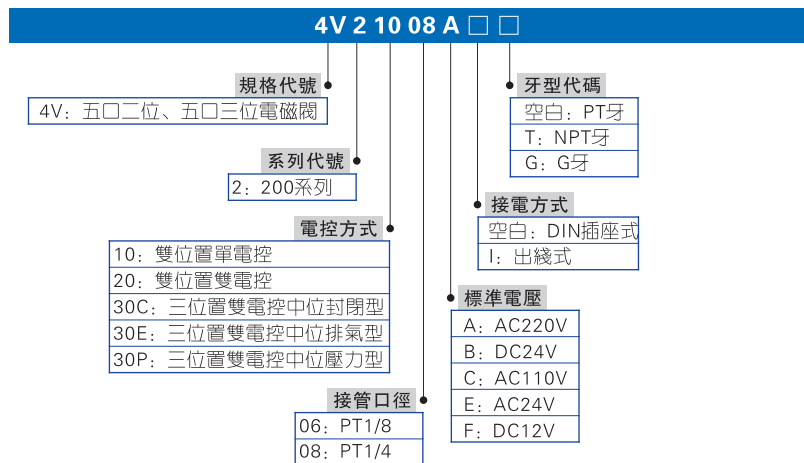 4V 2 10 08 A □ □
規格代號
4V：五口二位、五口三位電磁閥
系列代號
2：200系列
電控方式
10：雙位置單電控
20：雙位置雙電控
30C：三位置雙電控中位封閉型
30E：三位置雙電控中位排氣型
30P：三位置雙電控中位壓力型
接管口徑
06：PT1/8
08：PT1/4
牙型代碼
空白：PT牙
T：NPT牙
G：G牙
接電方式
空白：DIN插座式
I：出綫式
標準電壓
A：AC220V
B：DC24V
C：AC110V
E：AC24V
F：DC12V